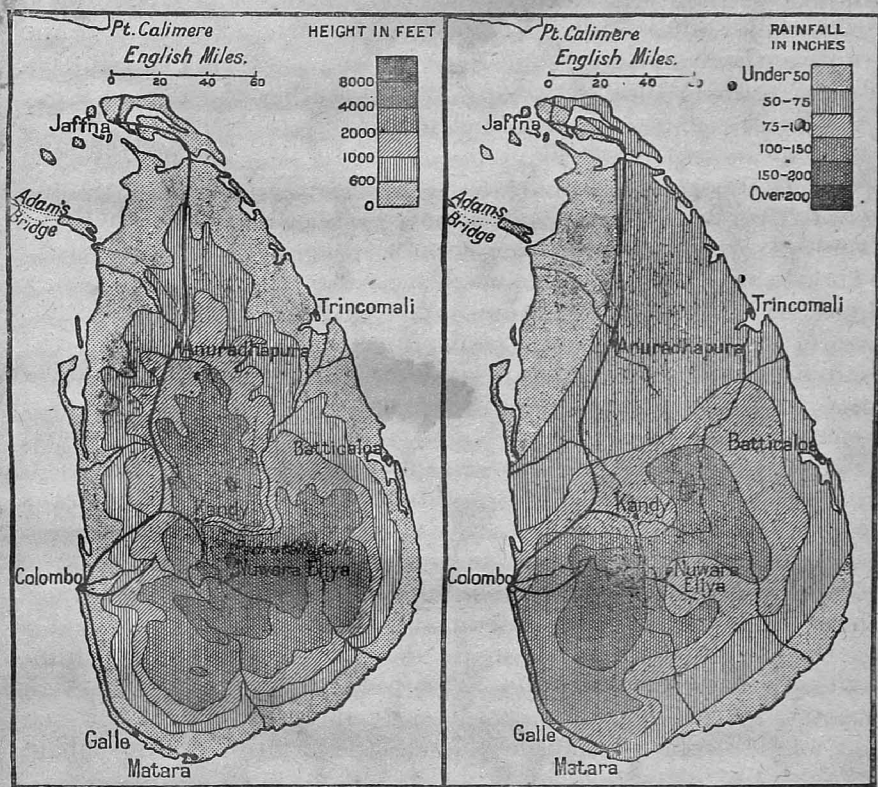 Pt. Calimere
English Miles.
0 20 40 60
HEIGHT IN FEET
8000
4000
2000
1000
600
0
Jaffna
Adam's
Bridge
Trincomali
Anuradhapura
Batticaloa
Kandy
Nuwara Eliya
Colombo
Galle
Matara
Pt. Calimere
English Miles.
0 20 40
RAINFALL
IN INCHES
Under 50
50-75
75-100
100-150
150-200
Over 200
Jaffna
Adam's
Bridge
Trincomali
Anuradhapura
Batticaloa
Kandy
Nuwara
Eliya
Colombo
Galle
Matara